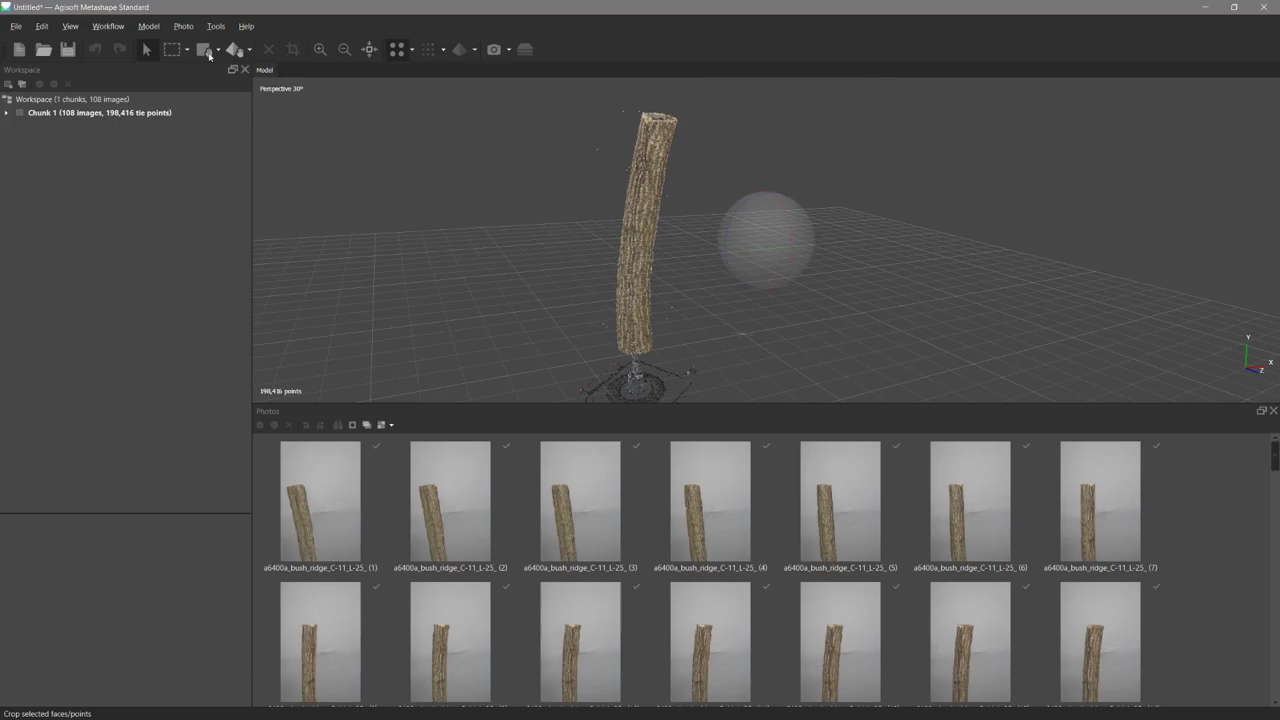 Untitled* — Agisoft Metashape Standard
File Edit View Workflow Model Photo Tools Help
Workspace
Model
Workspace (1 chunks, 108 images)
Chunk 1 (108 images, 198,416 tie points)
Perspective 30°
Y
X
Z
198,416 points
Photos
a6400a_bush_ridge_C-11_L-25_ (1)
a6400a_bush_ridge_C-11_L-25_ (2)
a6400a_bush_ridge_C-11_L-25_ (3)
a6400a_bush_ridge_C-11_L-25_ (4)
a6400a_bush_ridge_C-11_L-25_ (5)
a6400a_bush_ridge_C-11_L-25_ (6)
a6400a_bush_ridge_C-11_L-25_ (7)
Crop selected faces/points